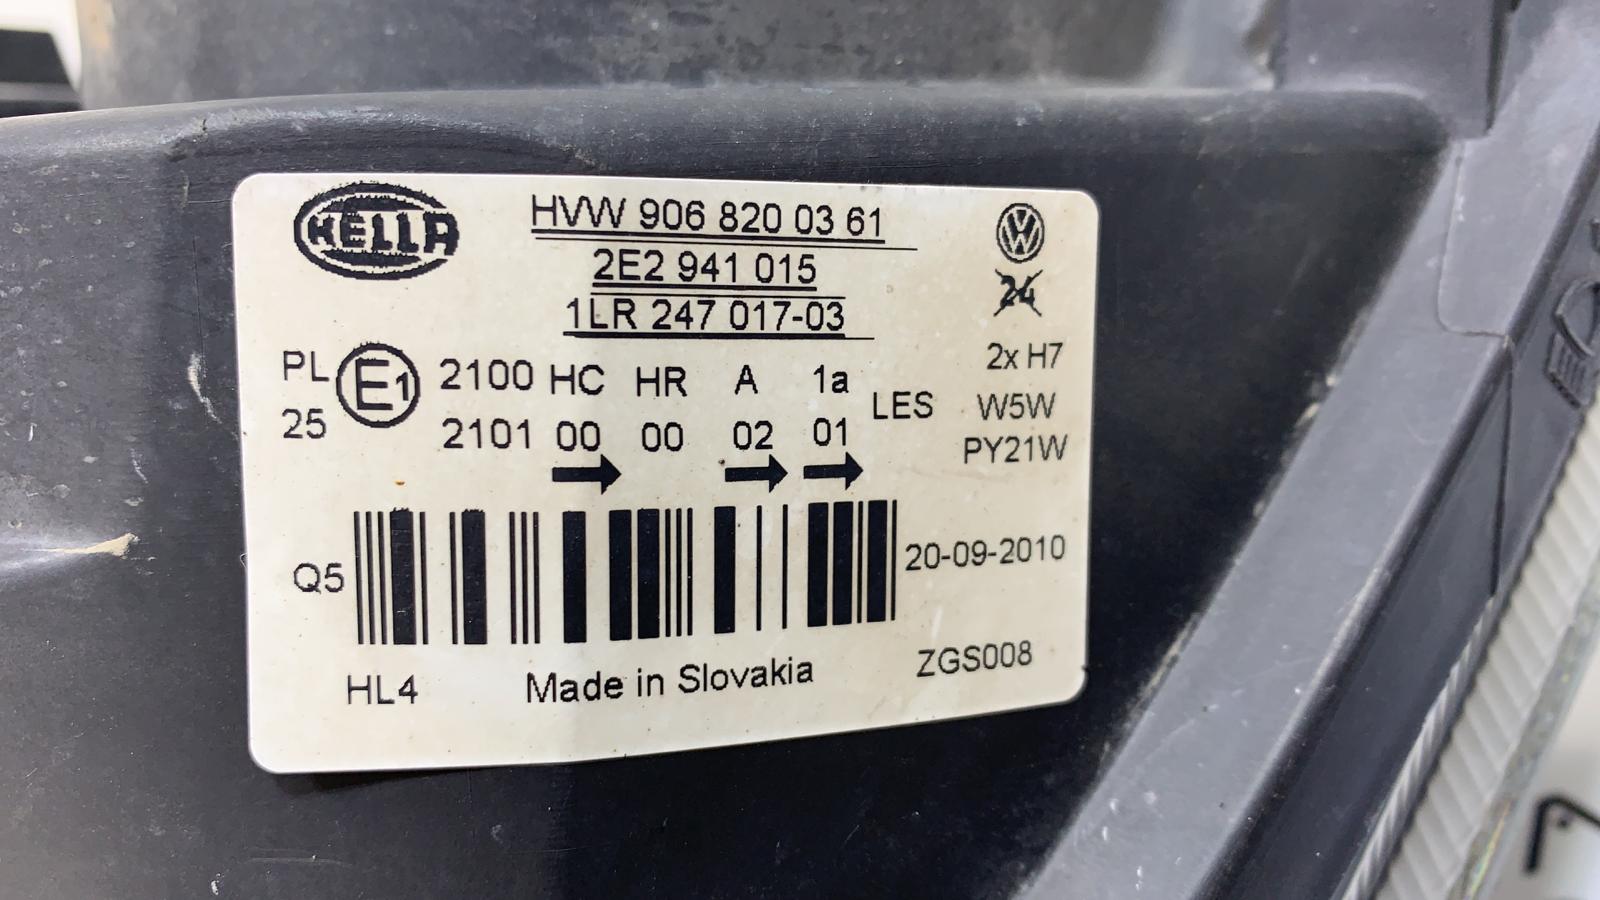 HELLA
HVW 906 820 03 61
2E2 941 015
1LR 247 017-03
24
2x H7
W5W
PY21W
PL E1 2100 HC HR A 1a LES
25 2101 00 00 02 01
Q5 20-09-2010
HL4 Made in Slovakia ZGS008